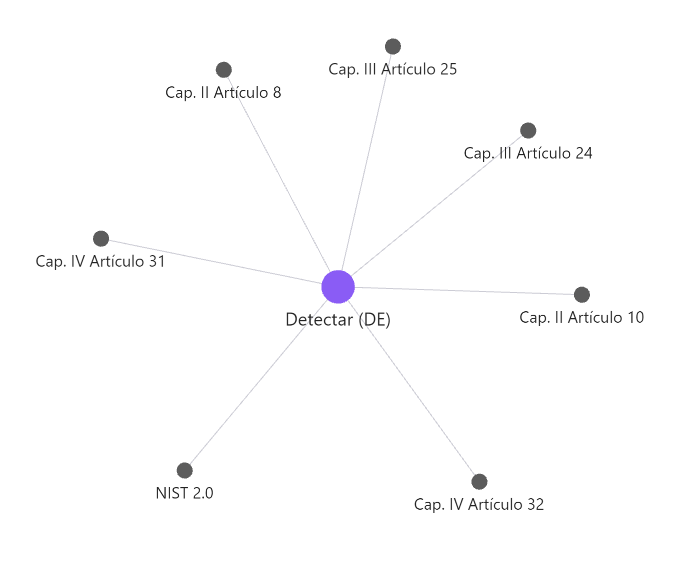 Cap. III Artículo 25
Cap. II Artículo 8
Cap. III Artículo 24
Cap. IV Artículo 31
Cap. II Artículo 10
Detectar (DE)
NIST 2.0
Cap. IV Artículo 32